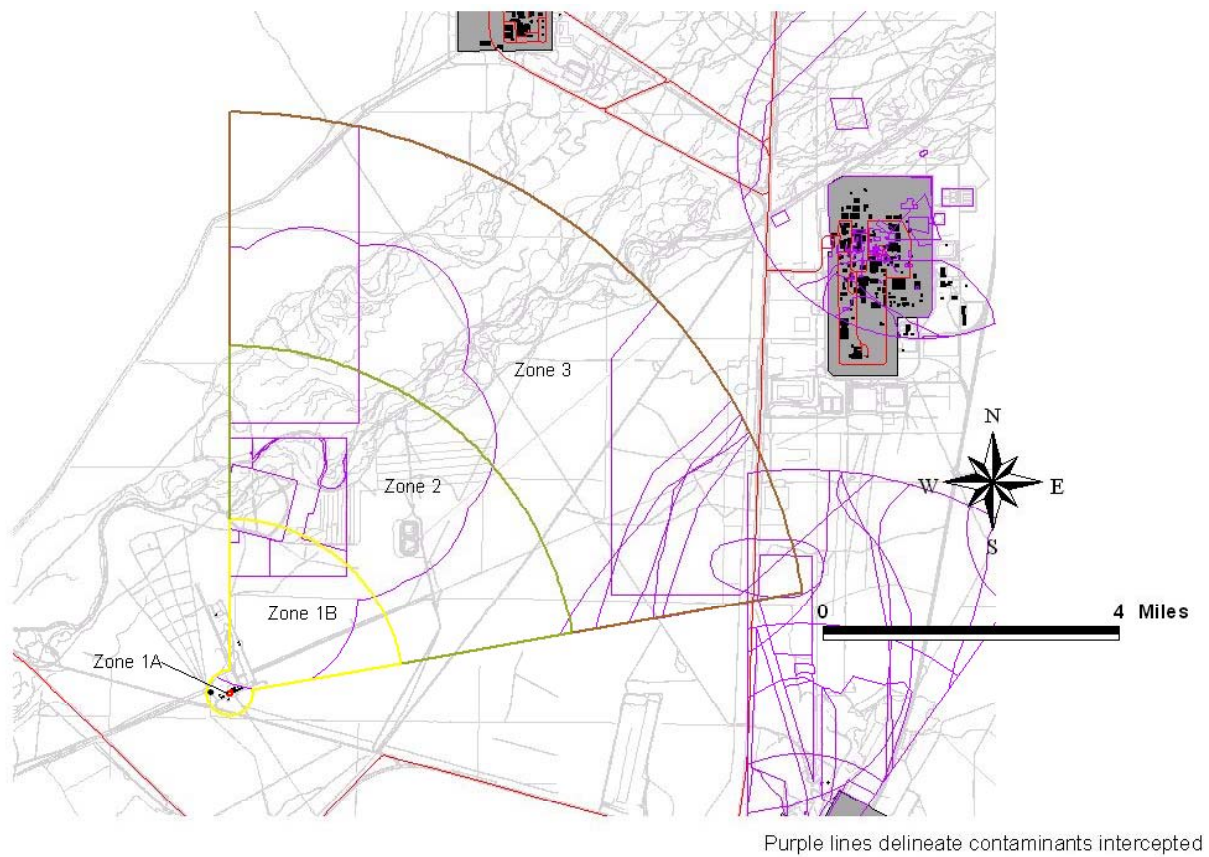 Zone 3
Zone 2
N
W E
S
Zone 1B
0 4 Miles
Zone 1A
Purple lines delineate contaminants intercepted